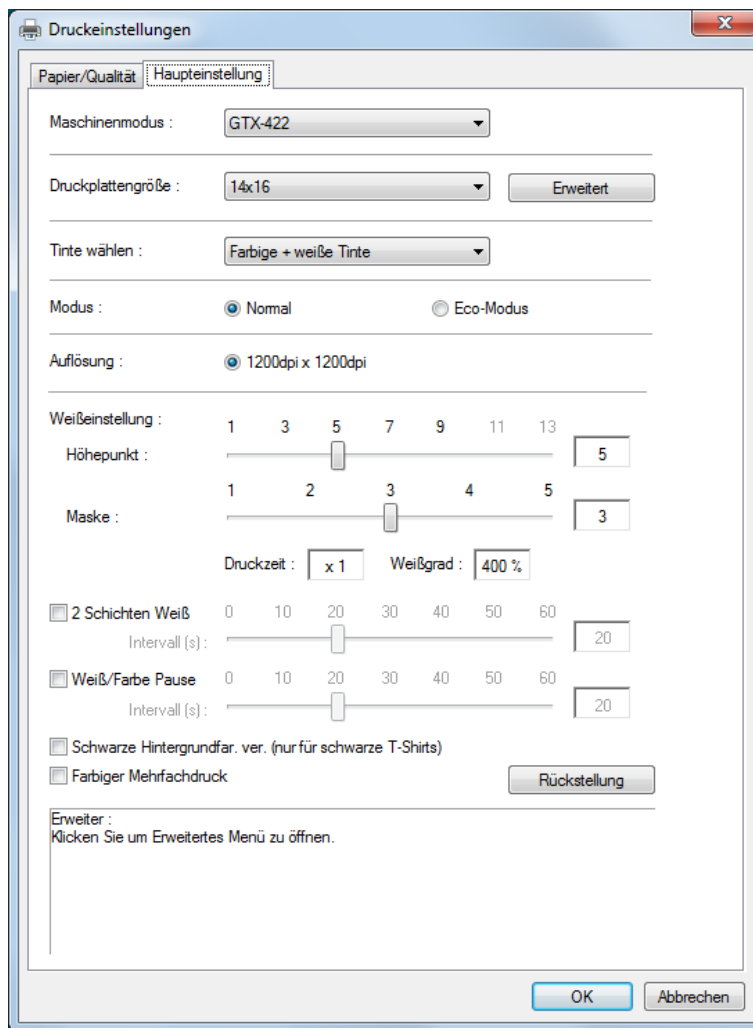 Druckeinstellungen
Papier/Qualität Haupteinstellung
Maschinenmodus : GTX-422
Druckplattengröße : 14x16 Erweitert
Tinte wählen : Farbige + weiße Tinte
Modus : Normal Eco-Modus
Auflösung : 1200dpi x 1200dpi
Weißeinstellung :
1 3 5 7 9 11 13
Höhepunkt : 5
1 2 3 4 5
Maske : 3
Druckzeit : x 1 Weißgrad : 400 %
2 Schichten Weiß 0 10 20 30 40 50 60
Intervall (s) : 20
Weiß/Farbe Pause 0 10 20 30 40 50 60
Intervall (s) : 20
Schwarze Hintergrundfar. ver. (nur für schwarze T-Shirts)
Farbiger Mehrfachdruck Rückstellung
Erweiter :
Klicken Sie um Erweitertes Menü zu öffnen.
OK Abbrechen